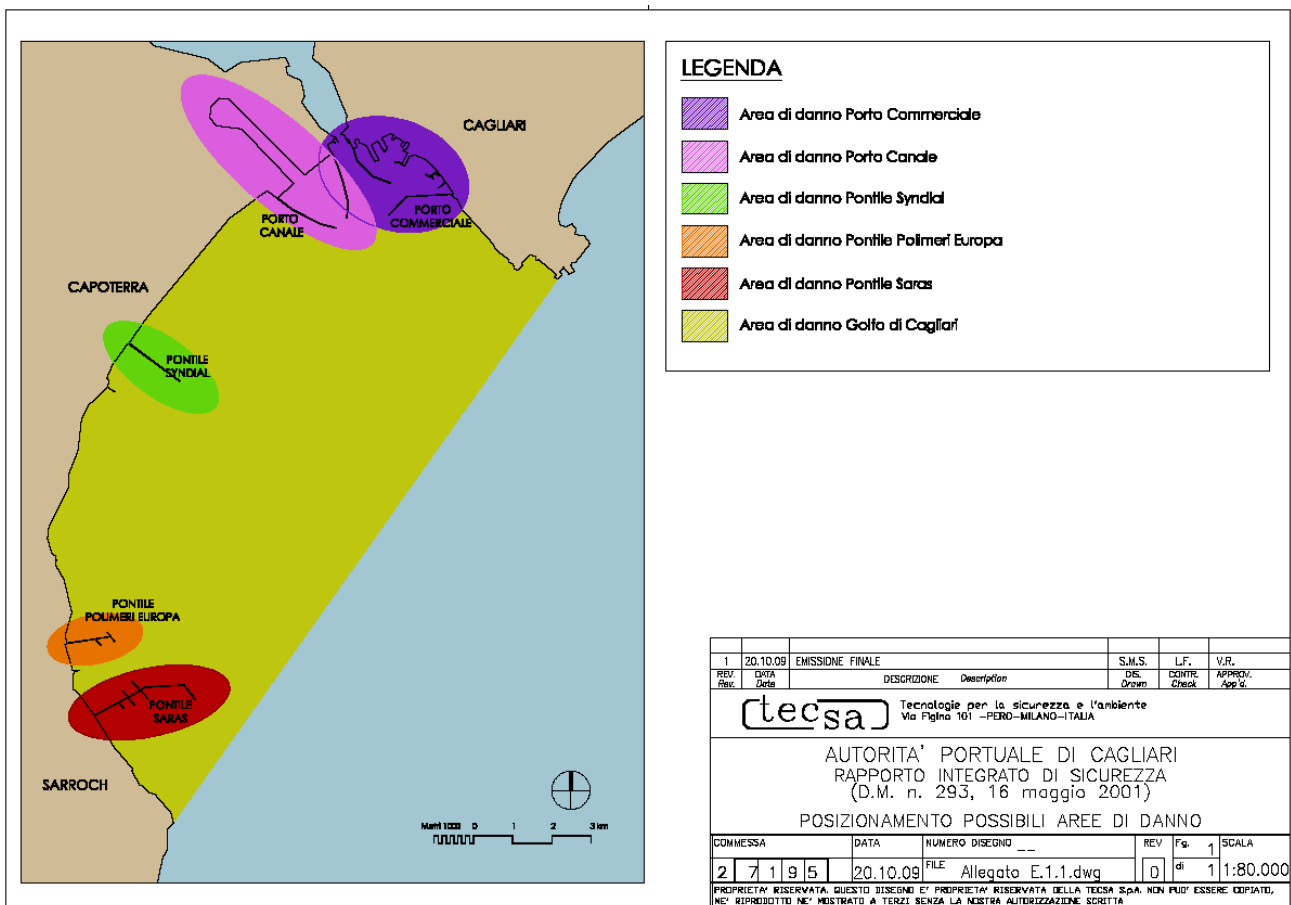 CAGLIARI
PORTO
CANALE
PORTO
COMMERCIALE
CAPOTERRA
PONTILE
SYNDIAL
PONTILE
POLIMERI EUROPA
PONTILE
SARAS
SARROCH
Metri 1000 0 1 2 3 km
LEGENDA
Area di danno Porto Commerciale
Area di danno Porto Canale
Area di danno Pontile Syndial
Area di danno Pontile Polimeri Europa
Area di danno Pontile Saras
Area di danno Golfo di Cagliari
1 20.10.09 EMISSIONE FINALE S.M.S. L.F. V.R.
REV. DATA DESCRIZIONE Description DIS. CONTR. APPROV.
Rev. Date Drawn Check App'd.
tecsa Tecnologie per la sicurezza e l'ambiente
Via Figino 101 -PERO-MILANO-ITALIA
AUTORITA' PORTUALE DI CAGLIARI
RAPPORTO INTEGRATO DI SICUREZZA
(D.M. n. 293, 16 maggio 2001)
POSIZIONAMENTO POSSIBILI AREE DI DANNO
COMMESSA DATA NUMERO DISEGNO __ REV Fg. 1 SCALA
2 7 1 9 5 20.10.09 FILE Allegato E.1.1.dwg 0 di 1 1:80.000
PROPRIETA' RISERVATA. QUESTO DISEGNO E' PROPRIETA' RISERVATA DELLA TECSA S.p.A. NON PUO' ESSERE COPIATO,
NE' RIPRODOTTO NE' MOSTRATO A TERZI SENZA LA NOSTRA AUTORIZZAZIONE SCRITTA